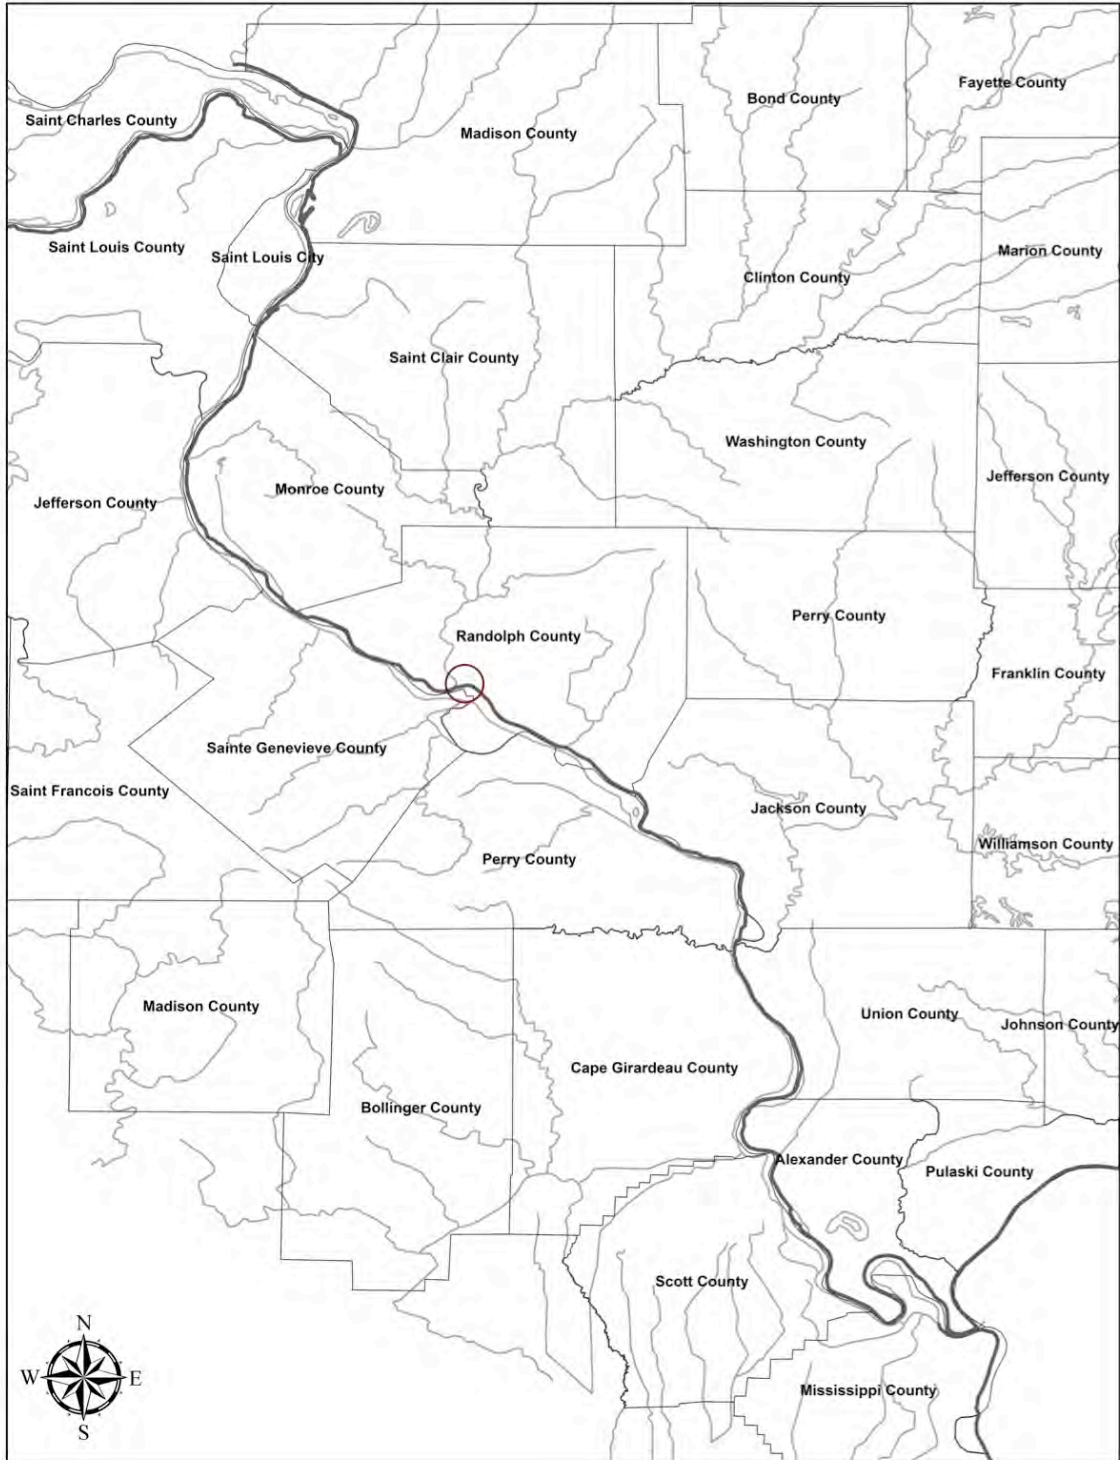 Fayette County
Bond County
Saint Charles County
Madison County
Saint Louis County
Marion County
Saint Louis City
Clinton County
Saint Clair County
Washington County
Jefferson County
Monroe County
Jefferson County
Perry County
Randolph County
Franklin County
Sainte Genevieve County
Saint Francois County
Jackson County
Williamson County
Perry County
Madison County
Union County
Johnson County
Cape Girardeau County
Bollinger County
Alexander County
Pulaski County
Scott County
N
W
E
S
Mississippi County